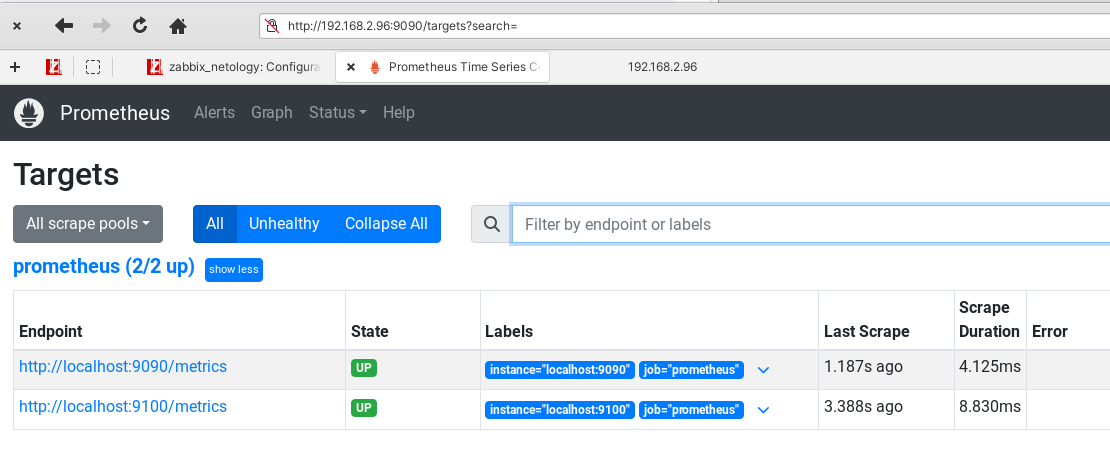 http://192.168.2.96:9090/targets?search=
zabbix_netology: Configura
Prometheus Time Series Co
192.168.2.96
Prometheus Alerts Graph Status Help
Targets
All scrape pools All Unhealthy Collapse All Filter by endpoint or labels
prometheus (2/2 up) show less
Endpoint State Labels Last Scrape Scrape Duration Error
http://localhost:9090/metrics UP instance="localhost:9090" job="prometheus" 1.187s ago 4.125ms
http://localhost:9100/metrics UP instance="localhost:9100" job="prometheus" 3.388s ago 8.830ms